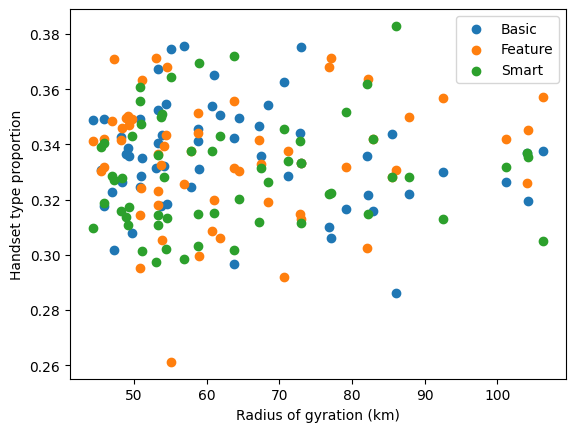 Basic
Feature
Smart
0.38
0.36
0.34
0.32
0.30
0.28
0.26
Handset type proportion
50 60 70 80 90 100
Radius of gyration (km)